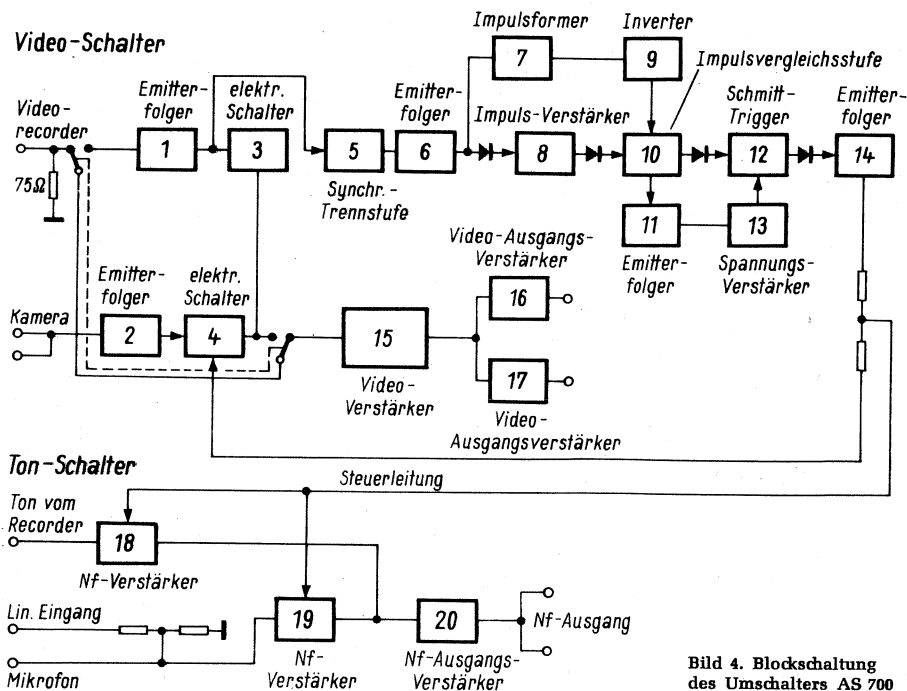 Video-Schalter
Video-
recorder
75Ω
Emitter-
folger
1
elektr.
Schalter
3
5
Synchr.-
Trennstufe
Emitterfolger
6
Impulsformer
7
Inverter
9
Impulsvergleichsstufe
Impuls-Verstärker
8
10
Schmitt-
Trigger
12
Emitter-
folger
14
11
Emitter-
folger
13
Spannungs-
Verstärker
Kamera
Emitter-
folger
2
elektr.
Schalter
4
15
Video-
Verstärker
Video-Ausgangs-
Verstärker
16
17
Video-
Ausgangsverstärker
Ton-Schalter
Steuerleitung
Ton vom
Recorder
18
Nf-Verstärker
Lin. Eingang
Mikrofon
19
Nf-
Verstärker
20
Nf-Ausgangs-
Verstärker
Nf-Ausgang
Bild 4. Blockschaltung
des Umschalters AS 700